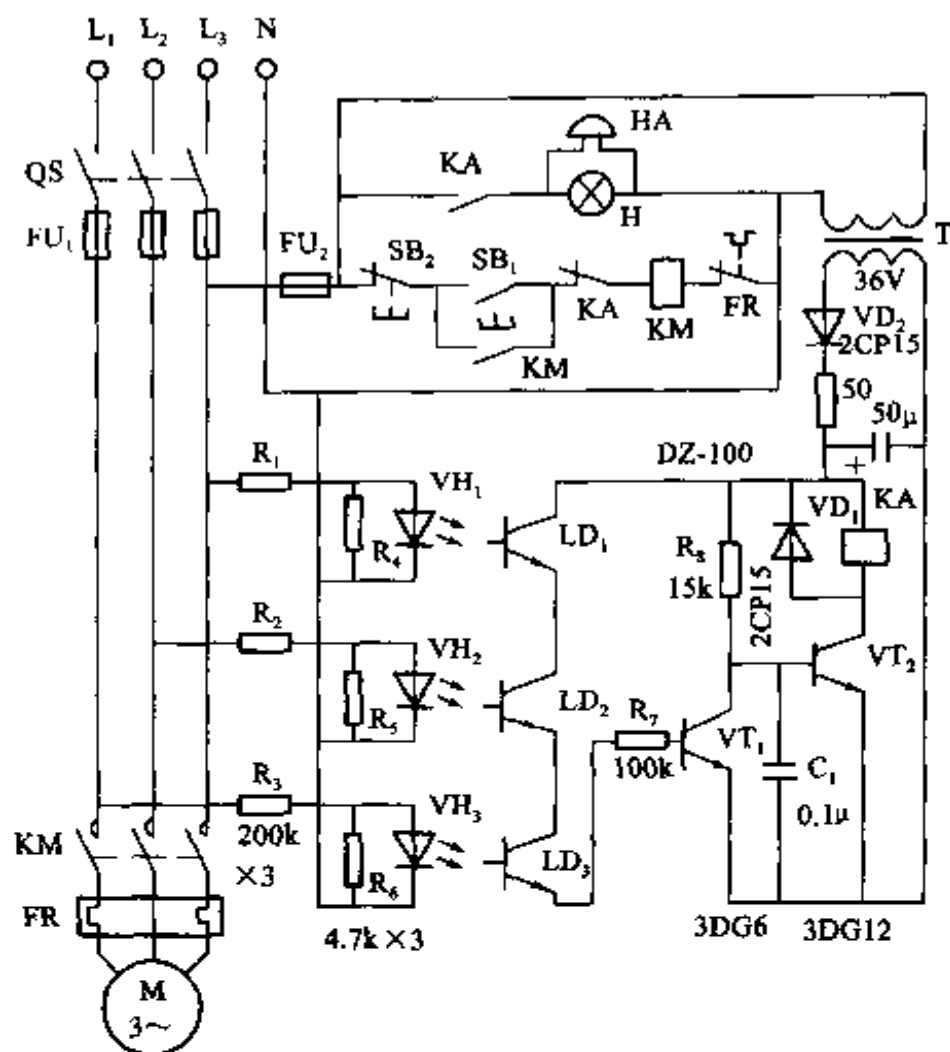 L₁ L₂ L₃ N
HA
QS
KA
H
T
FU₁
FU₂
SB₂
SB₁
36V
KA
KM
FR
VD₂
2CP15
KM
50
50μ
+
R₁
VH₁
DZ-100
VD₁
KA
R₄
LD₁
R₈
15k
2CP15
R₂
VH₂
VT₂
R₅
LD₂
R₇
100k
VT₁
C₁
0.1μ
R₃
200k
×3
VH₃
KM
R₆
LD₃
FR
4.7k×3
3DG6
3DG12
M
3～